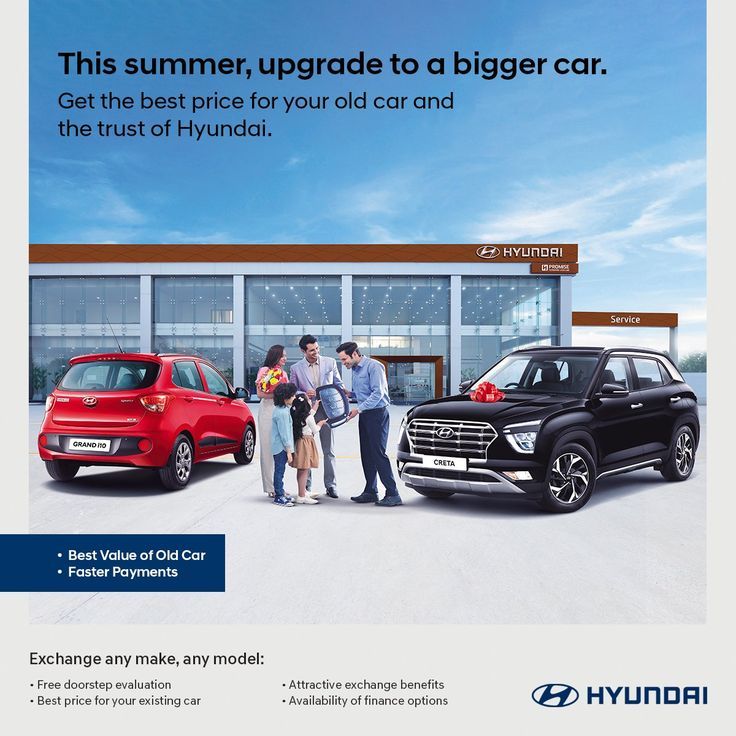 This summer, upgrade to a bigger car.
Get the best price for your old car and
the trust of Hyundai.
HYUNDAI
H PROMISE
Service
GRAND i10
CRETA
• Best Value of Old Car
• Faster Payments
Exchange any make, any model:
• Free doorstep evaluation
• Best price for your existing car
• Attractive exchange benefits
• Availability of finance options
HYUNDAI